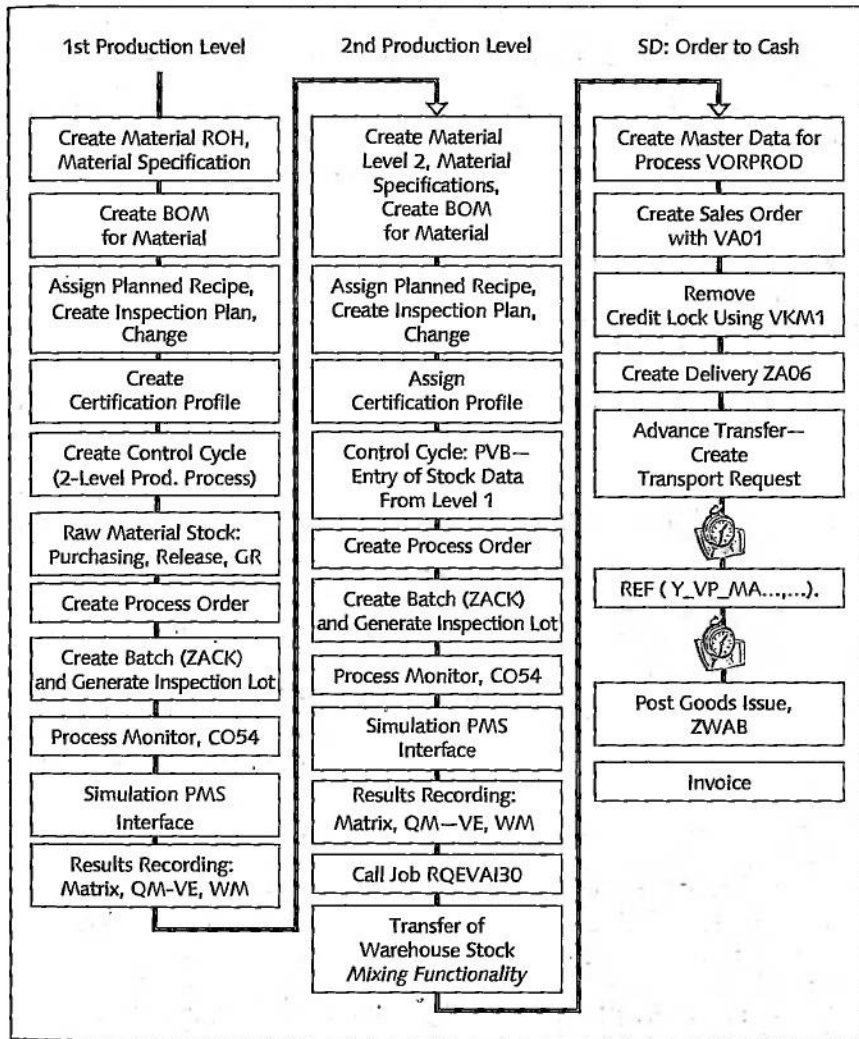 1st Production Level
Create Material ROH,
Material Specification
Create BOM
for Material
Assign Planned Recipe,
Create Inspection Plan,
Change
Create
Certification Profile
Create Control Cycle
(2-Level Prod. Process)
Raw Material Stock:
Purchasing, Release, GR
Create Process Order
Create Batch (ZACK)
and Generate Inspection Lot
Process Monitor, CO54
Simulation PMS
Interface
Results Recording:
Matrix, QM-VE, WM
2nd Production Level
Create Material
Level 2, Material
Specifications,
Create BOM
for Material
Assign Planned Recipe,
Create Inspection Plan,
Change
Assign
Certification Profile
Control Cycle: PVB—
Entry of Stock Data
From Level 1
Create Process Order
Create Batch (ZACK)
and Generate Inspection Lot
Process Monitor, CO54
Simulation PMS
Interface
Results Recording:
Matrix, QM—VE, WM
Call Job RQEVAI30
Transfer of
Warehouse Stock
Mixing Functionality
SD: Order to Cash
Create Master Data for
Process VORPROD
Create Sales Order
with VA01
Remove
Credit Lock Using VKM1
Create Delivery ZA06
Advance Transfer—
Create
Transport Request
REF ( Y_VP_MA...,...).
Post Goods Issue,
ZWAB
Invoice